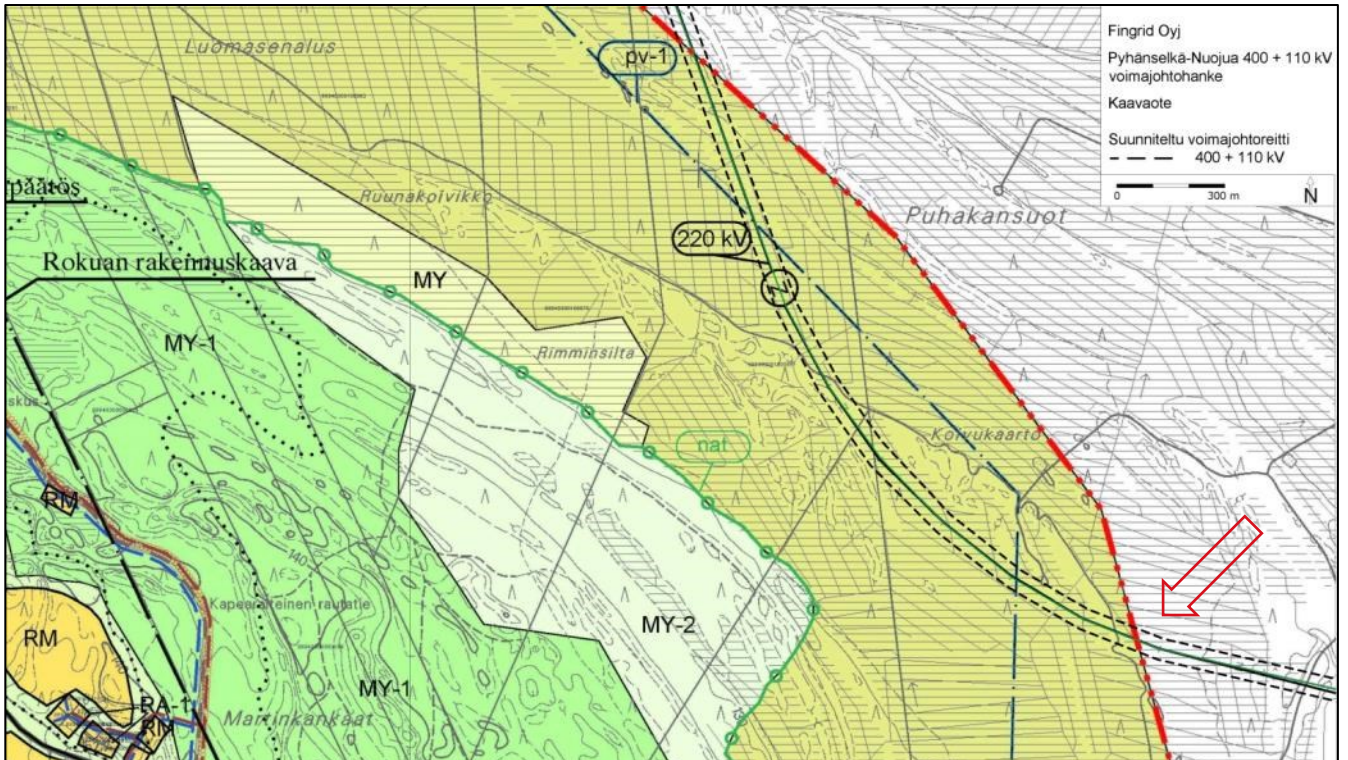 Fingrid Oyj
Pyhänselkä-Nuojua 400 + 110 kV
voimajohtohanke
Kaavaote
Suunniteltu voimajohtoreitti
400 + 110 kV
300 m
N
Luomasenalus
pv-1
päätös
Ruunakoivikko
Puhakansuot
220 kV
Z
Rokuan rakennuskaava
MY
MY-1
Rimminsilta
skus
nat
Koivukaarto
RM
140
Kapearaiteinen rautatie
RM
MY-2
MY-1
RA-1
RM
Martinkankaat